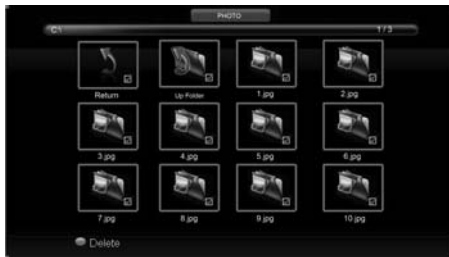 PHOTO
C:\ 1 / 3
Return Up Folder 1.jpg 2.jpg
3.jpg 4.jpg 5.jpg 6.jpg
7.jpg 8.jpg 9.jpg 10.jpg
Delete